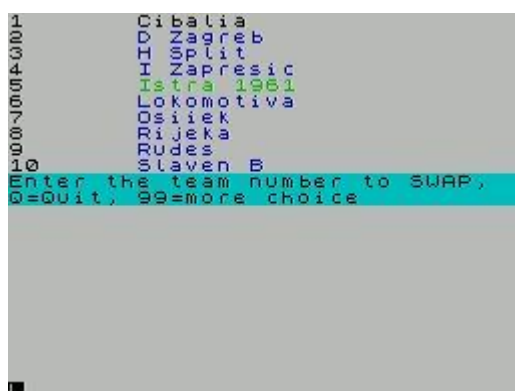 1 Cibalia
2 D Zagreb
3 H Split
4 I Zapresic
5 Istra 1961
6 Lokomotiva
7 Osiiek
8 Rijeka
9 Rudes
10 Slaven B
Enter the team number to SWAP,
Q=Quit, 99=more choice
L